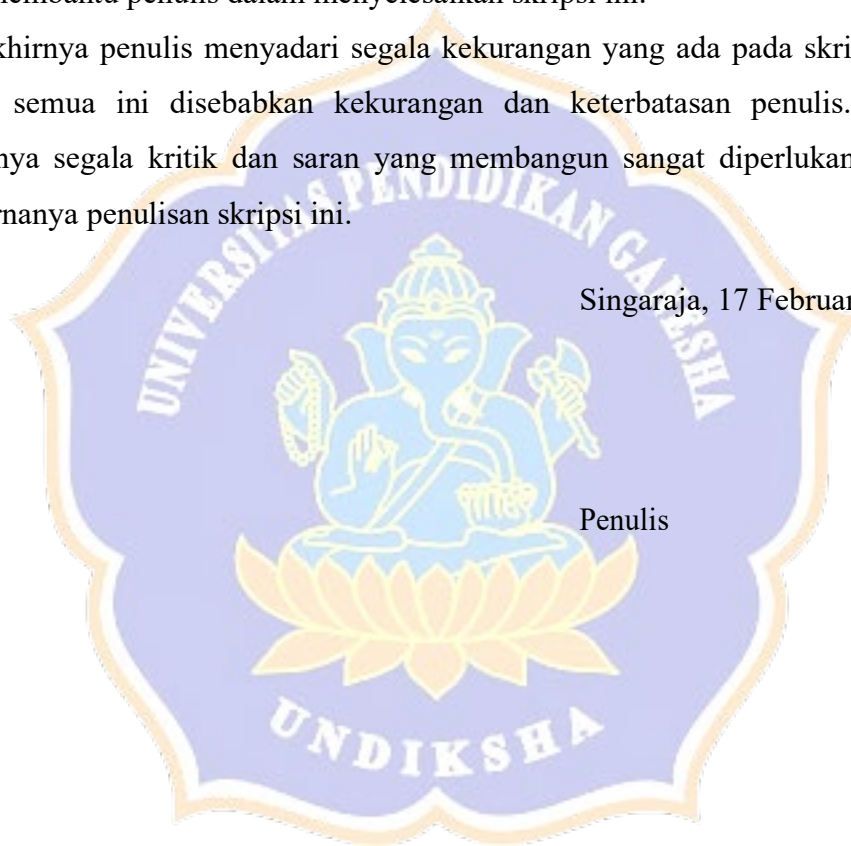 membantu penulis dalam menyelesaikan skripsi ini.
khirnya penulis menyadari segala kekurangan yang ada pada skri
semua ini disebabkan kekurangan dan keterbatasan penulis.
nya segala kritik dan saran yang membangun sangat diperlukan
rnanya penulisan skripsi ini.
UNIVERSITAS PENDIDIKAN GANESHA
Singaraja, 17 Februar
Penulis
UNDIKSHA